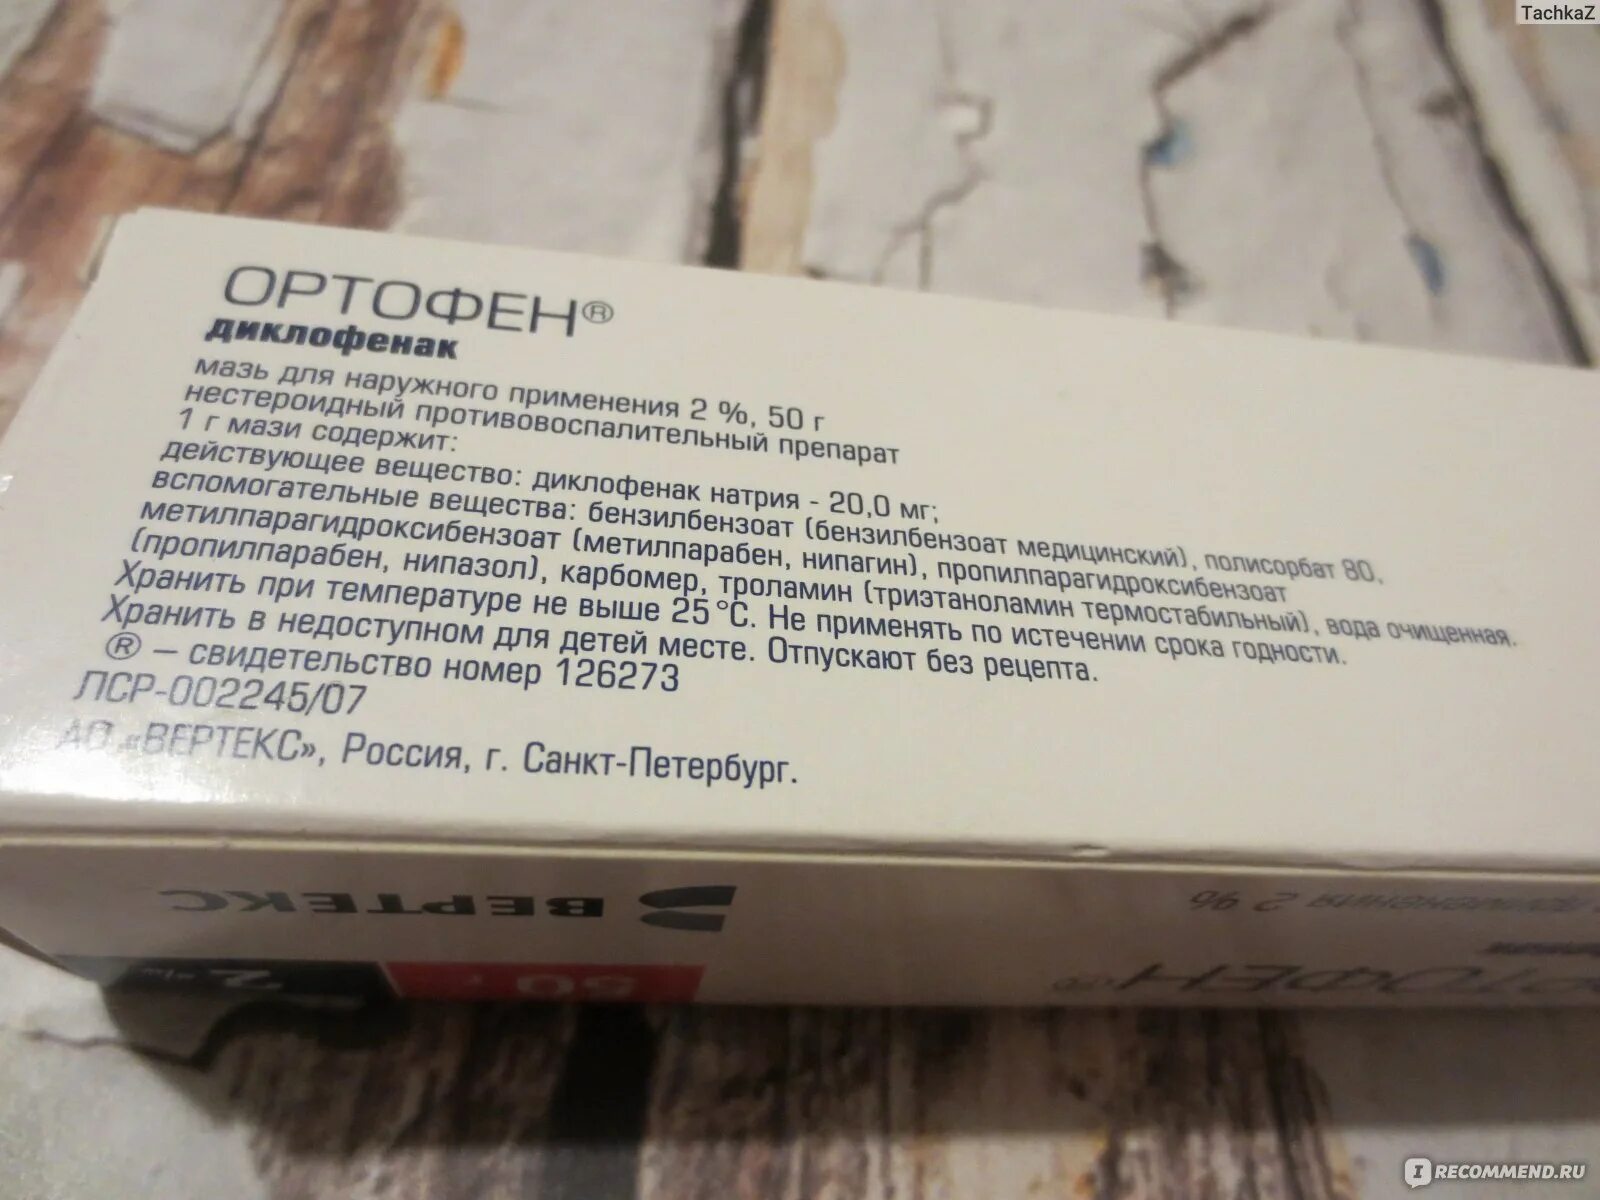 TachkaZ
ОРТОФЕН®
диклофенак
мазь для наружного применения 2 %, 50 г
нестероидный противовоспалительный препарат
1 г мази содержит:
действующее вещество: диклофенак натрия - 20,0 мг;
вспомогательные вещества: бензилбензоат (бензилбензоат медицинский), полисорбат 80,
метилпарагидроксибензоат (метилпарабен, нипагин), пропилпарагидроксибензоат
(пропилпарабен, нипазол), карбомер, троламин (триэтаноламин термостабильный), вода очищенная.
Хранить при температуре не выше 25 °С. Не применять по истечении срока годности.
Хранить в недоступном для детей месте. Отпускают без рецепта.
® – свидетельство номер 126273
ЛСР-002245/07
АО «ВЕРТЕКС», Россия, г. Санкт-Петербург.
ВЕРТЕКС
применения 2 %
ОРТОФЕН®
50 г
2
IRECOMMEND.RU